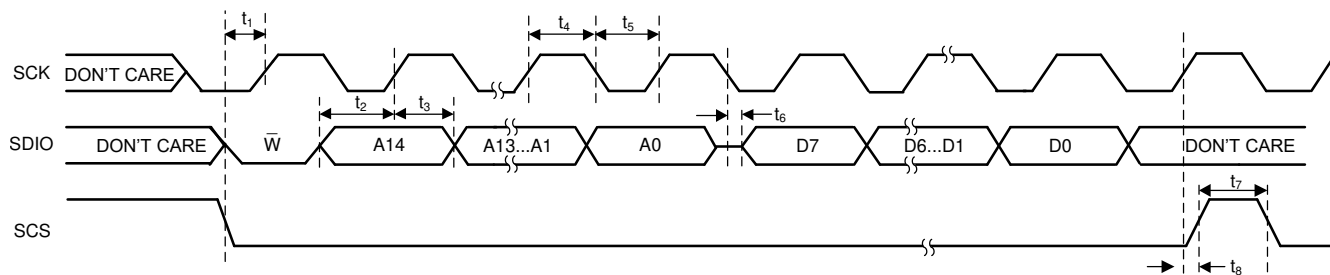 t1 t4 t5
SCK DON'T CARE
t2 t3 t6
SDIO DON'T CARE W̅ A14 A13...A1 A0 D7 D6...D1 D0 DON'T CARE
t7
SCS
t8